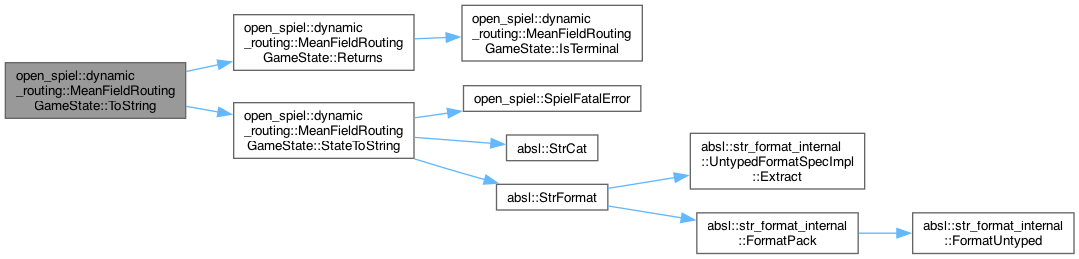 open_spiel::dynamic
_routing::MeanFieldRouting
GameState::ToString
open_spiel::dynamic
_routing::MeanFieldRouting
GameState::Returns
open_spiel::dynamic
_routing::MeanFieldRouting
GameState::IsTerminal
open_spiel::dynamic
_routing::MeanFieldRouting
GameState::StateToString
open_spiel::SpielFatalError
absl::StrCat
absl::StrFormat
absl::str_format_internal
::UntypedFormatSpecImpl
::Extract
absl::str_format_internal
::FormatPack
absl::str_format_internal
::FormatUntyped